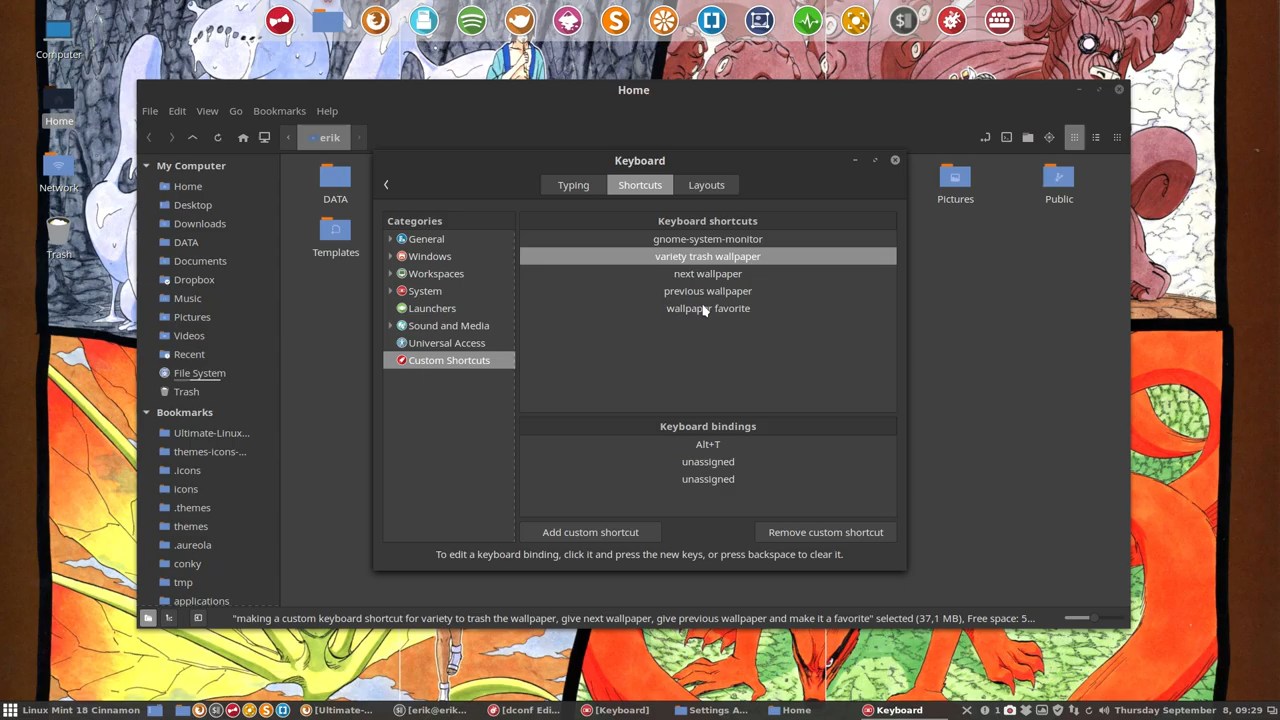 Computer
Home
Network
Trash
Home
File Edit View Go Bookmarks Help
erik
My Computer
Home
Desktop
Downloads
DATA
Documents
Dropbox
Music
Pictures
Videos
Recent
File System
Trash
Bookmarks
Ultimate-Linux...
themes-icons-...
.icons
icons
.themes
themes
.aureola
conky
tmp
applications
DATA
Templates
Pictures
Public
Keyboard
Typing Shortcuts Layouts
Categories
General
Windows
Workspaces
System
Launchers
Sound and Media
Universal Access
Custom Shortcuts
Keyboard shortcuts
gnome-system-monitor
variety trash wallpaper
next wallpaper
previous wallpaper
wallpaper favorite
Keyboard bindings
Alt+T
unassigned
unassigned
Add custom shortcut Remove custom shortcut
To edit a keyboard binding, click it and press the new keys, or press backspace to clear it.
"making a custom keyboard shortcut for variety to trash the wallpaper, give next wallpaper, give previous wallpaper and make it a favorite" selected (37,1 MB), Free space: 5...
Linux Mint 18 Cinnamon [Ultimate-... [erik@erik... [dconf Edi... [Keyboard] Settings A... Home Keyboard 1 Thursday September 8, 09:29